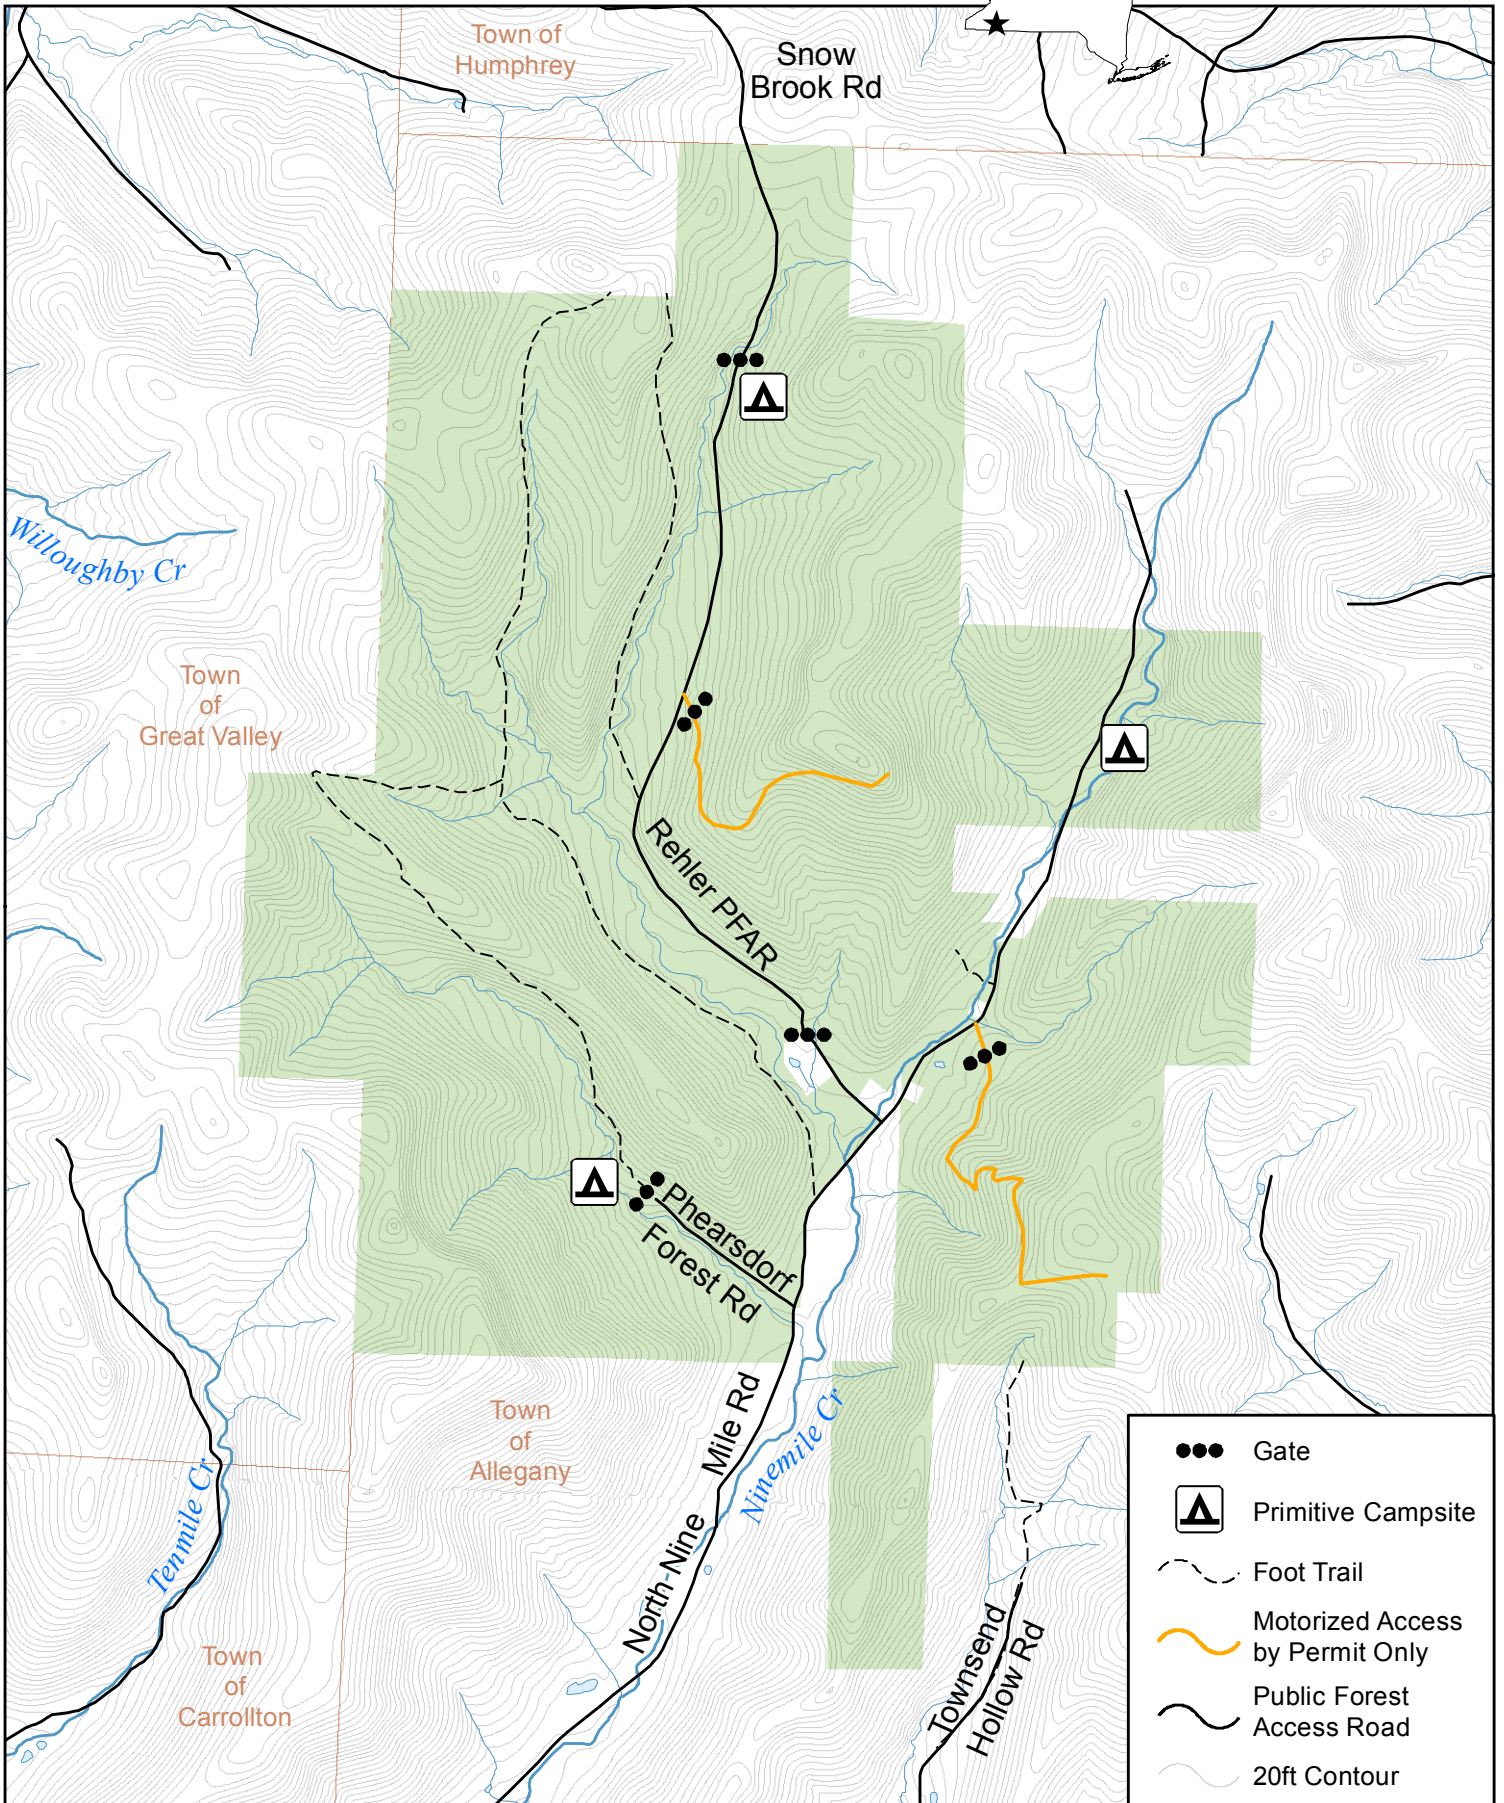 Town of
Humphrey
Snow
Brook Rd
Willoughby Cr
Town
of
Great Valley
Rehler PFAR
Phearsdorf
Forest Rd
Town
of
Allegany
North Nine Mile Rd
Ninemile Cr
Tenmile Cr
Town
of
Carrollton
Townsend
Hollow Rd
Gate
Primitive Campsite
Foot Trail
Motorized Access
by Permit Only
Public Forest
Access Road
20ft Contour